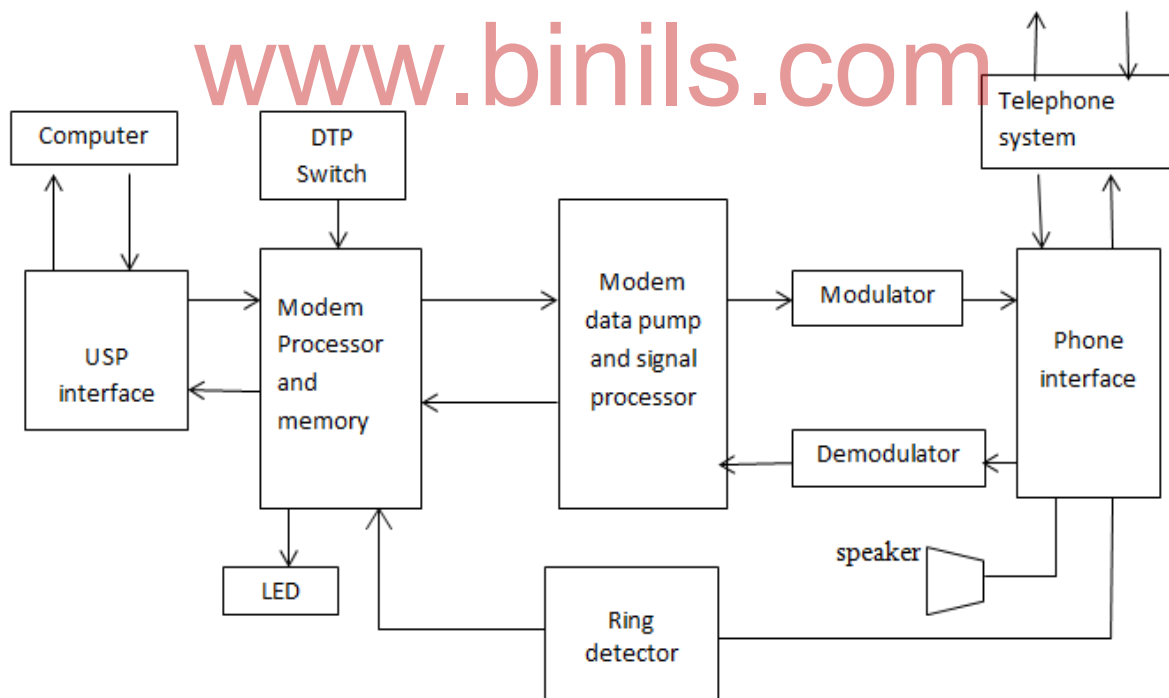 www.binils.com
Telephone
system
Computer
DTP
Switch
Modem
Processor
and
memory
USP
interface
Modem
data pump
and signal
processor
Modulator
Phone
interface
Demodulator
speaker
LED
Ring
detector